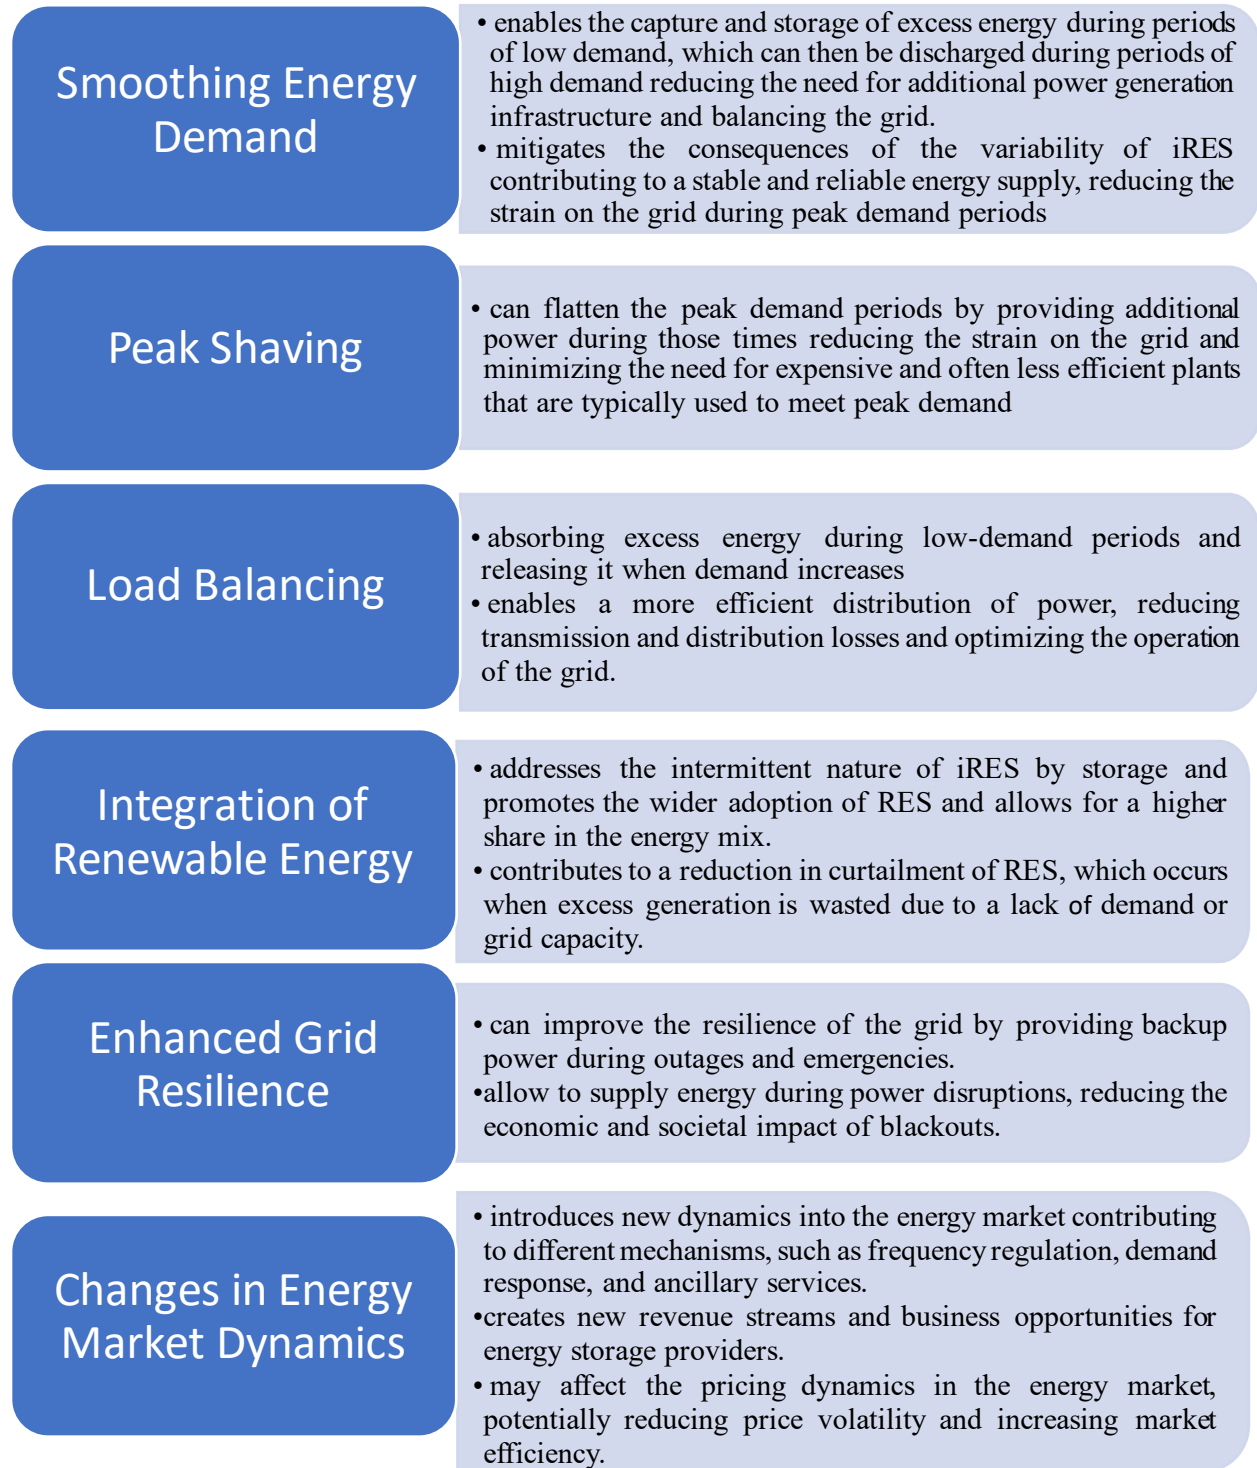 Smoothing Energy
Demand
• enables the capture and storage of excess energy during periods
of low demand, which can then be discharged during periods of
high demand reducing the need for additional power generation
infrastructure and balancing the grid.
• mitigates the consequences of the variability of iRES
contributing to a stable and reliable energy supply, reducing the
strain on the grid during peak demand periods
Peak Shaving
• can flatten the peak demand periods by providing additional
power during those times reducing the strain on the grid and
minimizing the need for expensive and often less efficient plants
that are typically used to meet peak demand
Load Balancing
• absorbing excess energy during low-demand periods and
releasing it when demand increases
• enables a more efficient distribution of power, reducing
transmission and distribution losses and optimizing the operation
of the grid.
Integration of
Renewable Energy
• addresses the intermittent nature of iRES by storage and
promotes the wider adoption of RES and allows for a higher
share in the energy mix.
• contributes to a reduction in curtailment of RES, which occurs
when excess generation is wasted due to a lack of demand or
grid capacity.
Enhanced Grid
Resilience
• can improve the resilience of the grid by providing backup
power during outages and emergencies.
•allow to supply energy during power disruptions, reducing the
economic and societal impact of blackouts.
Changes in Energy
Market Dynamics
• introduces new dynamics into the energy market contributing
to different mechanisms, such as frequency regulation, demand
response, and ancillary services.
•creates new revenue streams and business opportunities for
energy storage providers.
• may affect the pricing dynamics in the energy market,
potentially reducing price volatility and increasing market
efficiency.